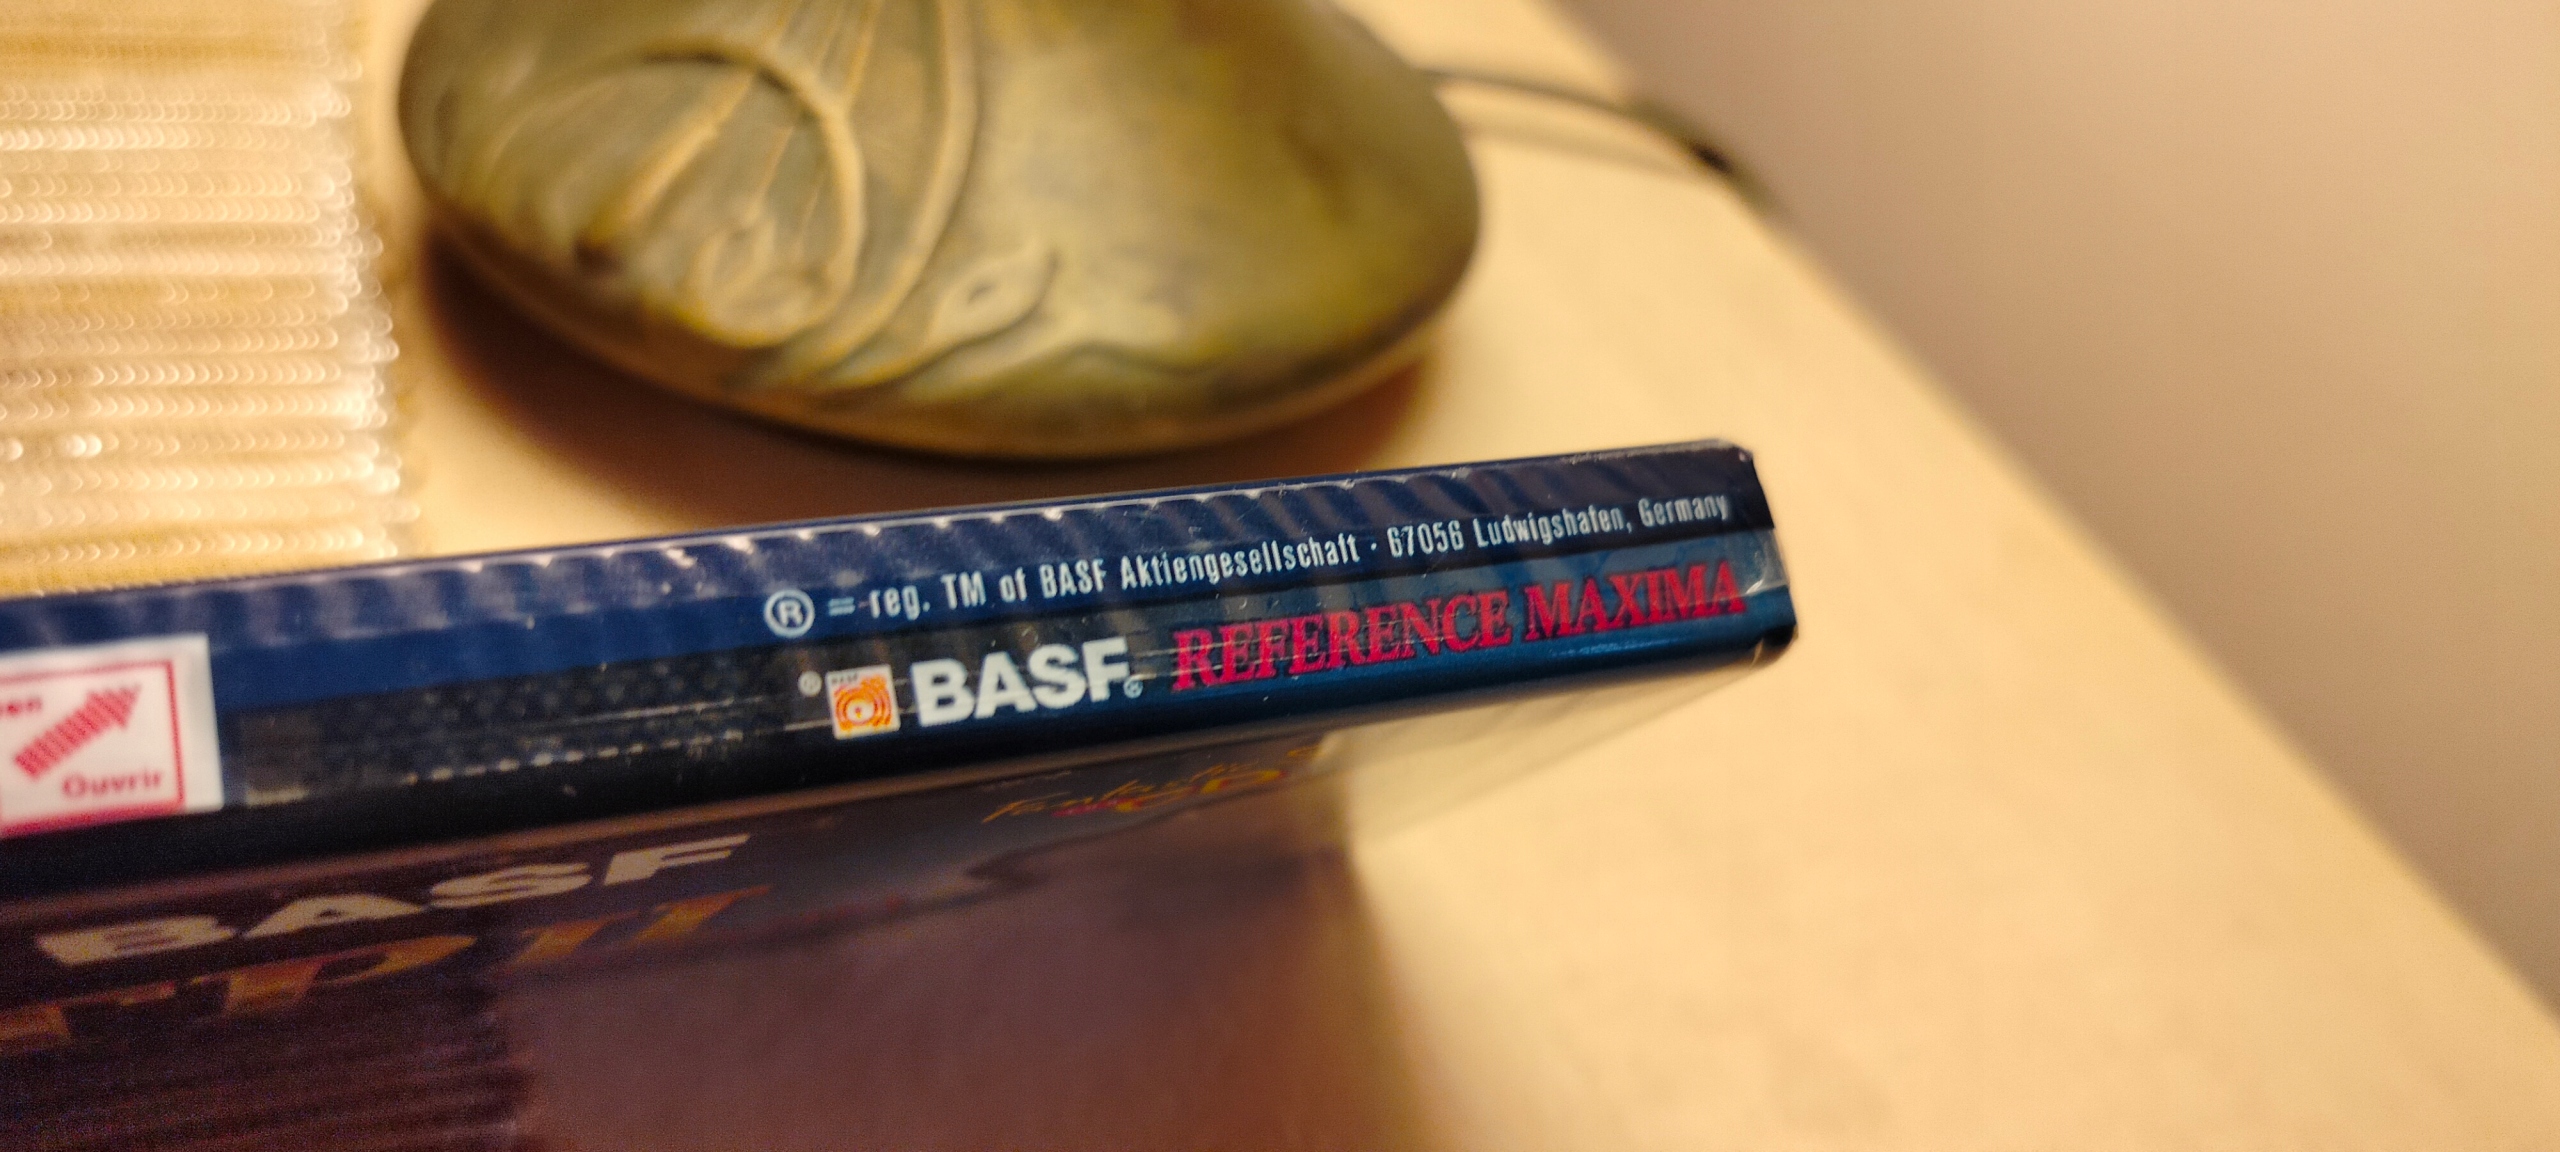 ® = reg. TM of BASF Aktiengesellschaft · 67056 Ludwigshafen, Germany
® BASF® REFERENCE MAXIMA
Ouvrir
BASF